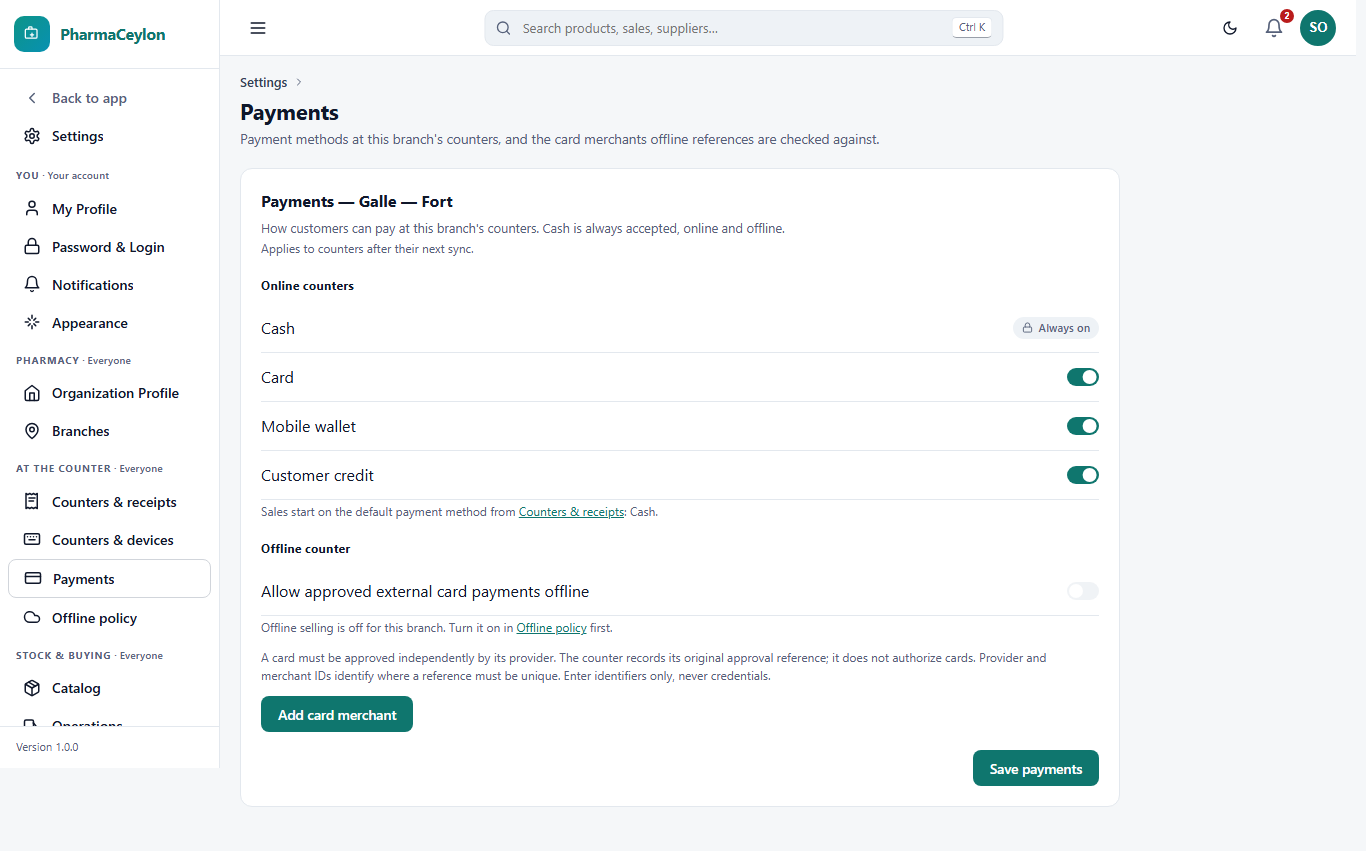 PharmaCeylon
Search products, sales, suppliers...
Ctrl K
2
SO
Back to app
Settings
YOU · Your account
My Profile
Password & Login
Notifications
Appearance
PHARMACY · Everyone
Organization Profile
Branches
AT THE COUNTER · Everyone
Counters & receipts
Counters & devices
Payments
Offline policy
STOCK & BUYING · Everyone
Catalog
Operations
Version 1.0.0
Settings
Payments
Payment methods at this branch's counters, and the card merchants offline references are checked against.
Payments — Galle — Fort
How customers can pay at this branch's counters. Cash is always accepted, online and offline.
Applies to counters after their next sync.
Online counters
Cash
Always on
Card
Mobile wallet
Customer credit
Sales start on the default payment method from Counters & receipts: Cash.
Offline counter
Allow approved external card payments offline
Offline selling is off for this branch. Turn it on in Offline policy first.
A card must be approved independently by its provider. The counter records its original approval reference; it does not authorize cards. Provider and
merchant IDs identify where a reference must be unique. Enter identifiers only, never credentials.
Add card merchant
Save payments